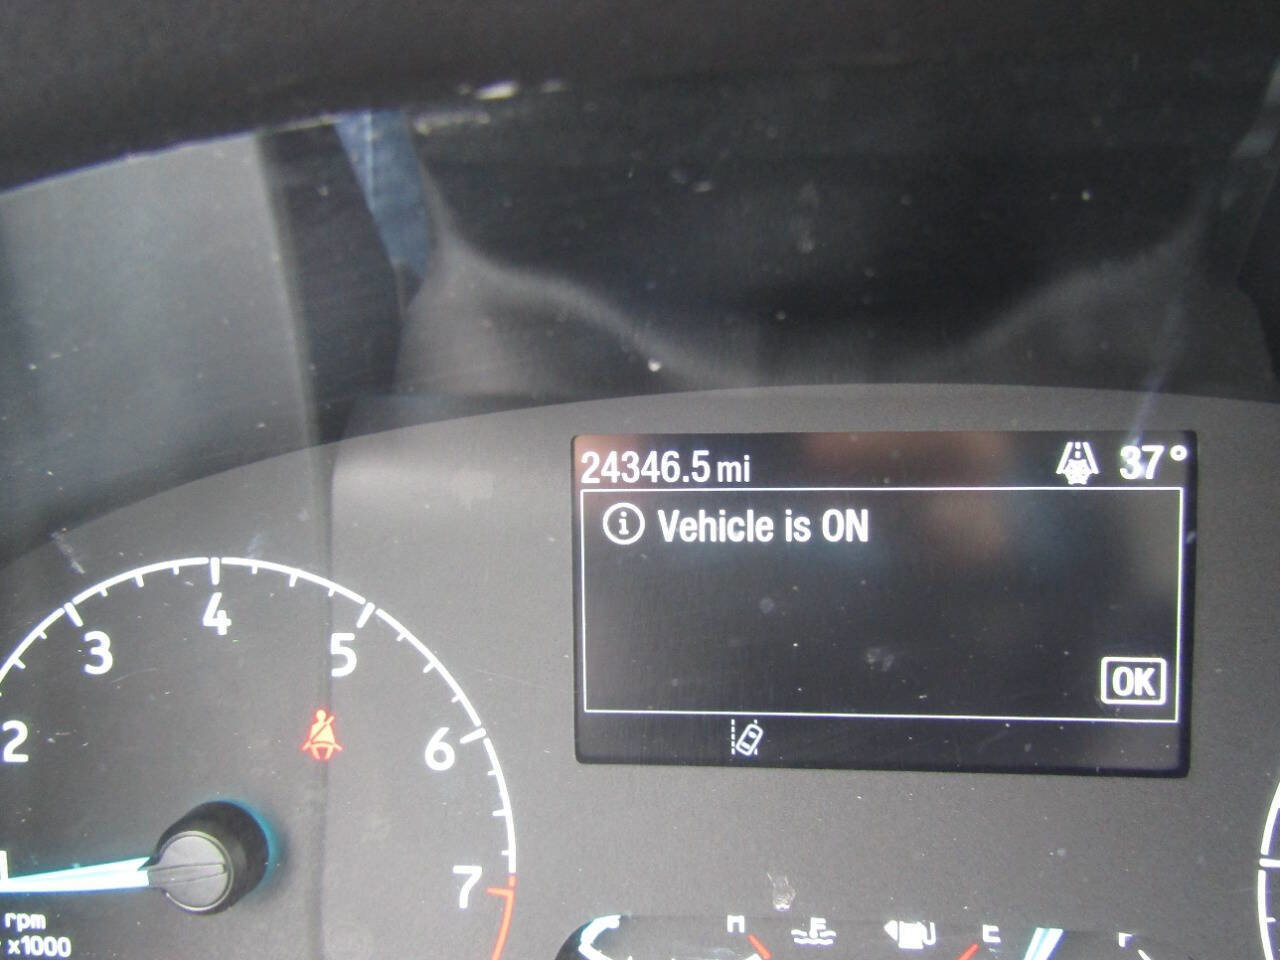 24346.5 mi
37°
Vehicle is ON
OK
4
3
5
2
6
7
rpm
x1000